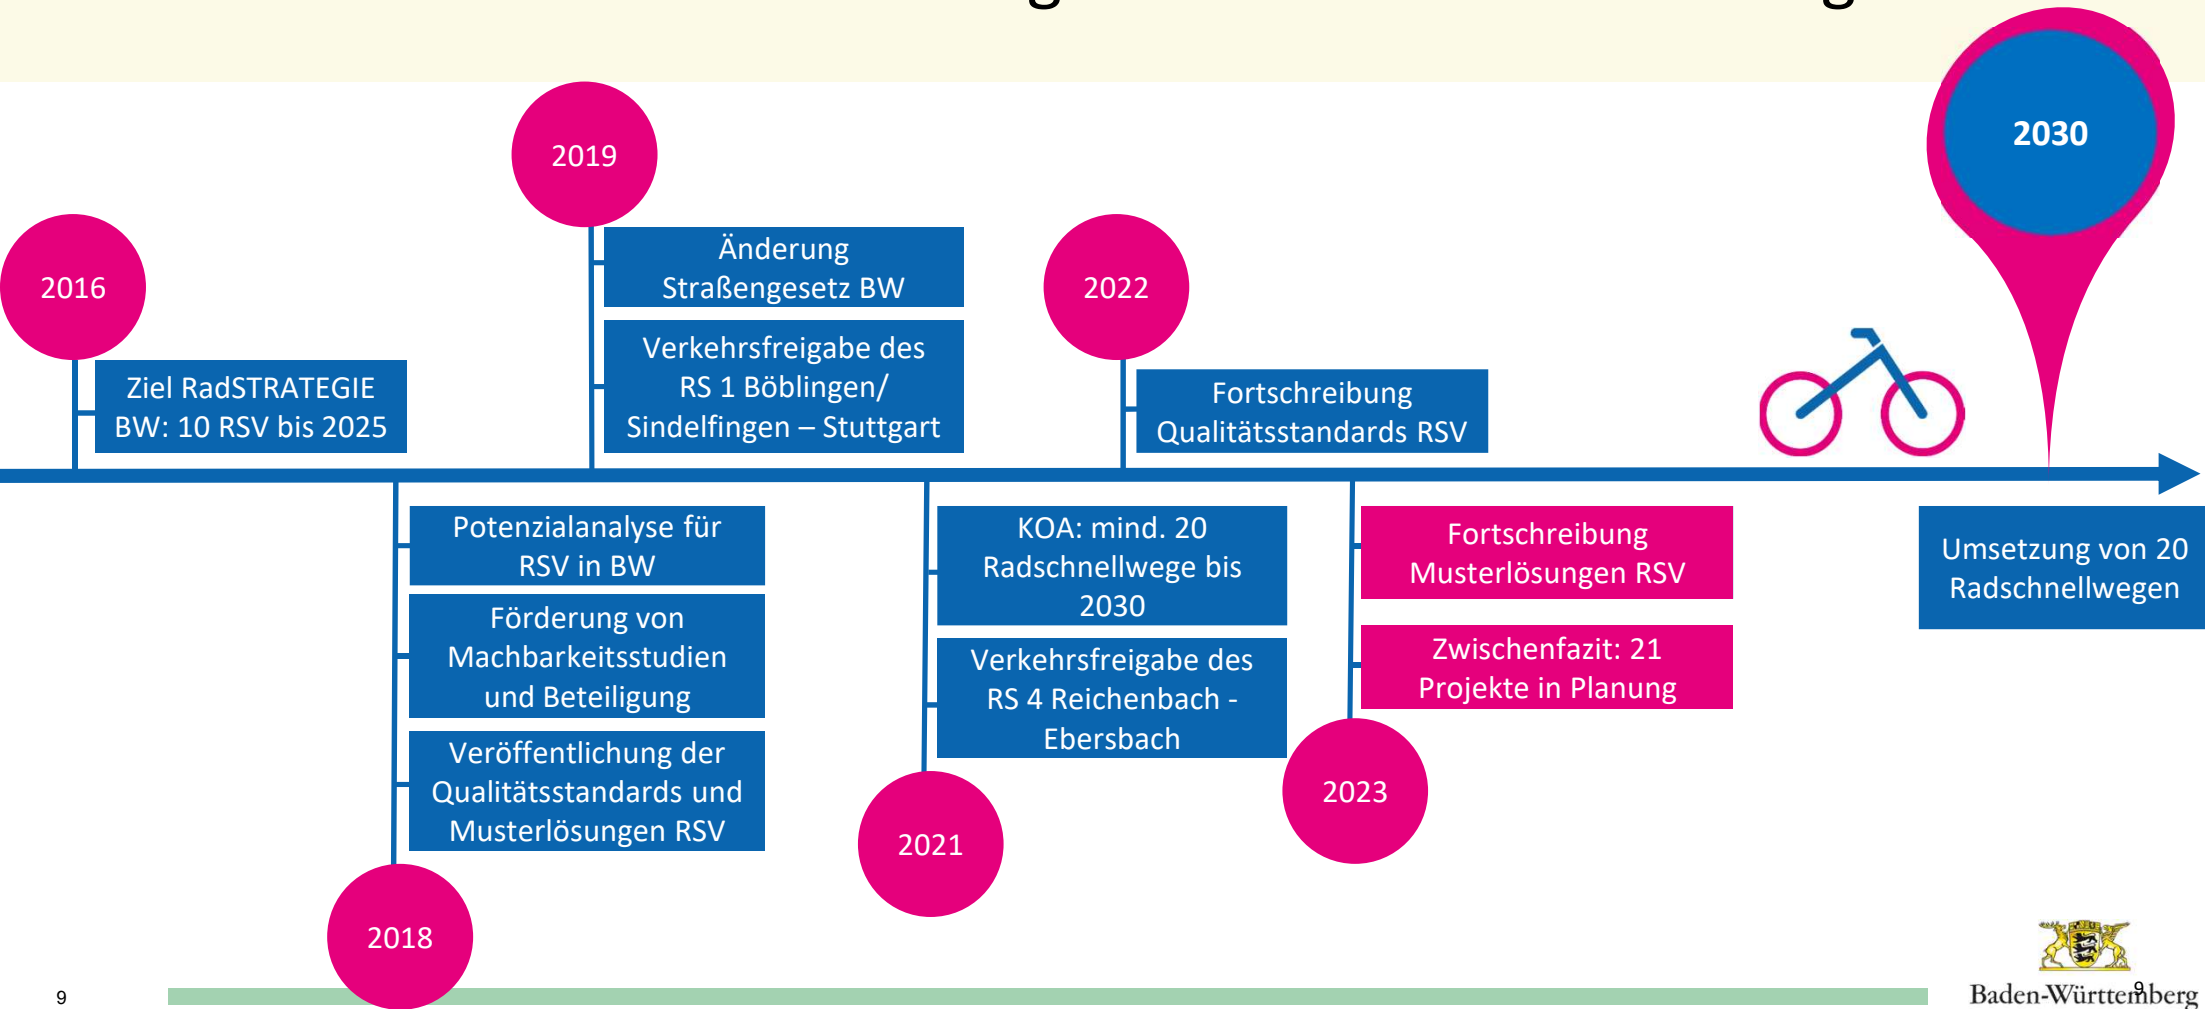 2030
2019
2016
Änderung
Straßengesetz BW
2022
Verkehrsfreigabe des
RS 1 Böblingen/
Sindelfingen – Stuttgart
Ziel RadSTRATEGIE
BW: 10 RSV bis 2025
Fortschreibung
Qualitätsstandards RSV
Potenzialanalyse für
RSV in BW
Förderung von
Machbarkeitsstudien
und Beteiligung
Veröffentlichung der
Qualitätsstandards und
Musterlösungen RSV
2018
KOA: mind. 20
Radschnellwege bis
2030
Verkehrsfreigabe des
RS 4 Reichenbach -
Ebersbach
2021
Fortschreibung
Musterlösungen RSV
Zwischenfazit: 21
Projekte in Planung
2023
Umsetzung von 20
Radschnellwegen
9
Baden-Württemberg
9